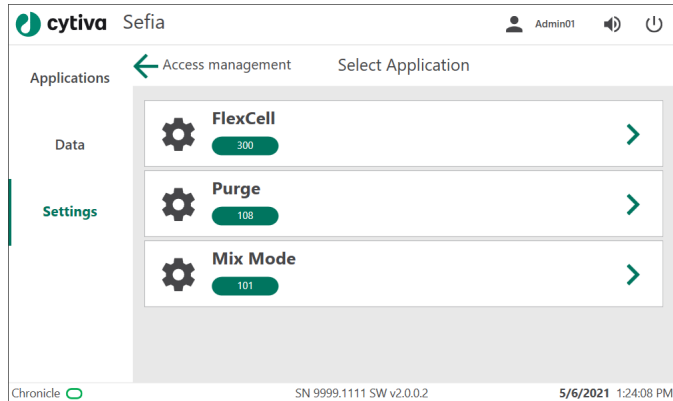 cytiva Sefia
Admin01
Applications
Access management
Select Application
FlexCell
300
Data
Purge
108
Settings
Mix Mode
101
Chronicle
SN 9999.1111 SW v2.0.0.2
5/6/2021 1:24:08 PM